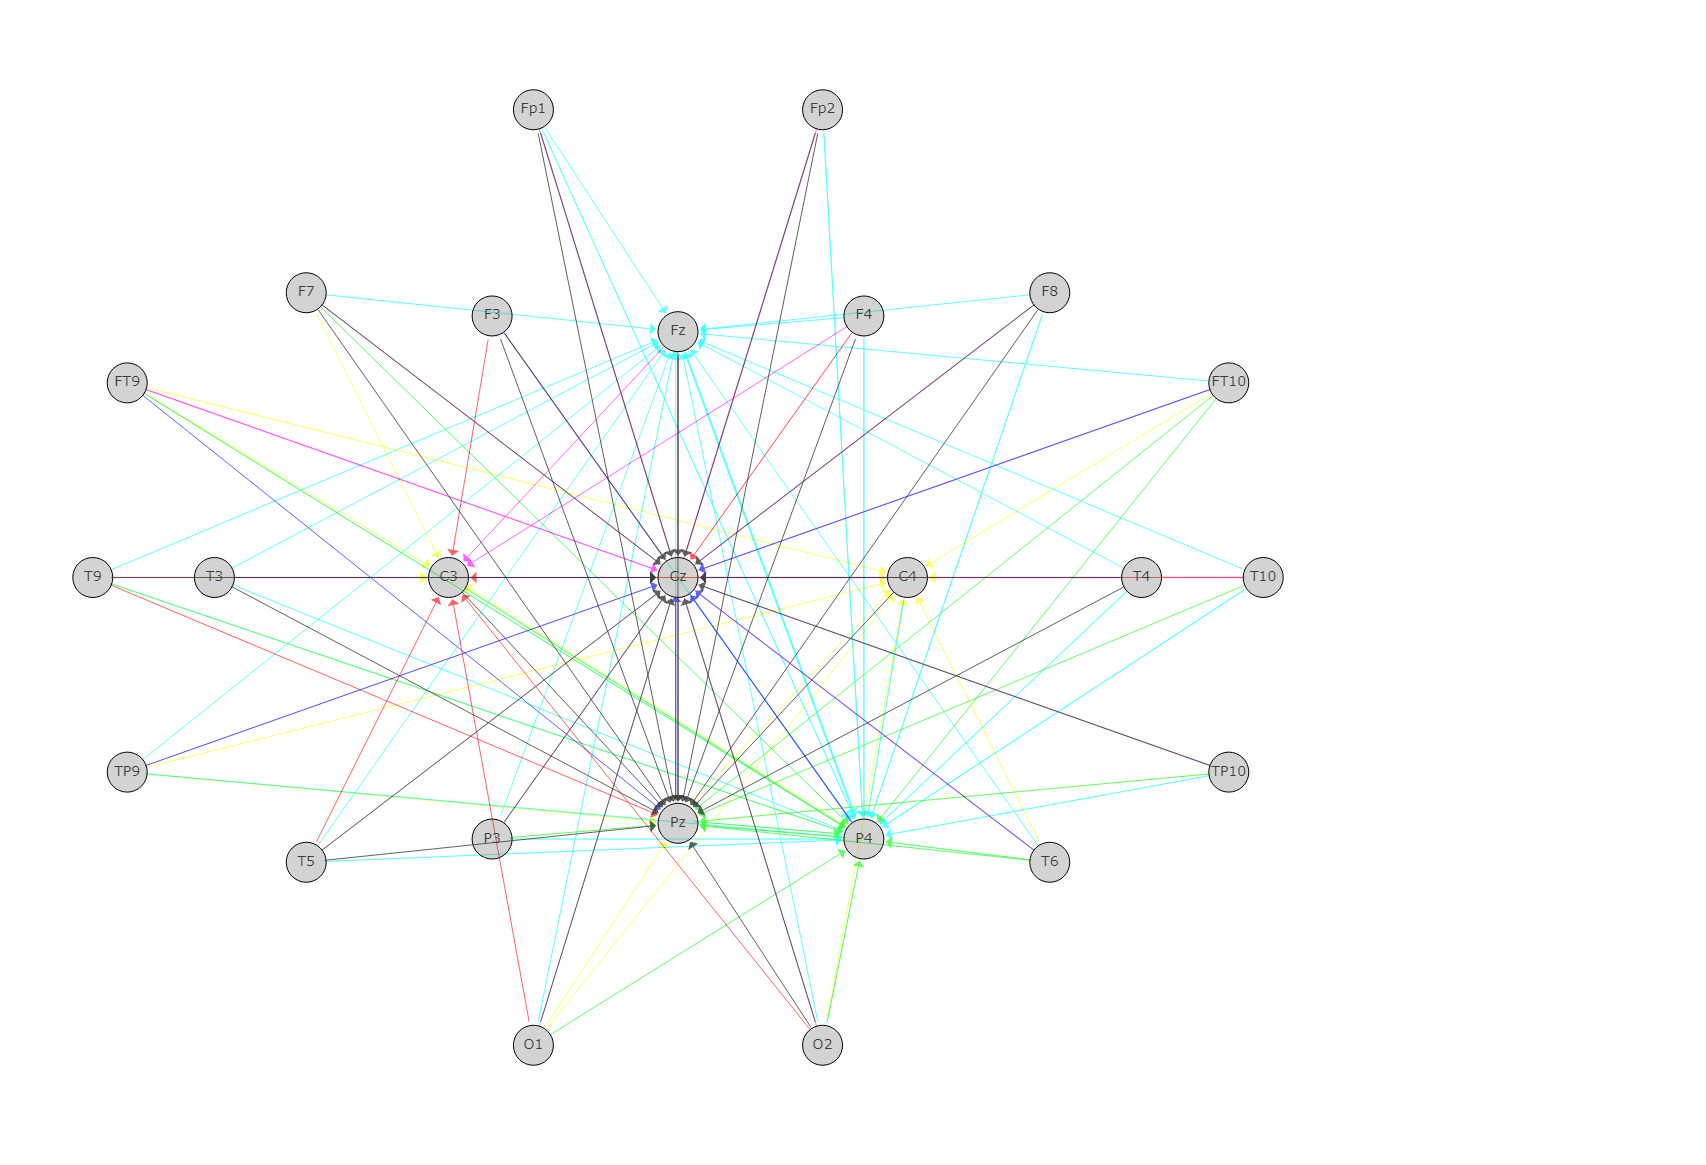 Fp1 Fp2
F7 F3 Fz F4 F8
FT9 FT10
T9 T3 C3 Cz C4 T4 T10
TP9 TP10
T5 P3 Pz P4 T6
O1 O2